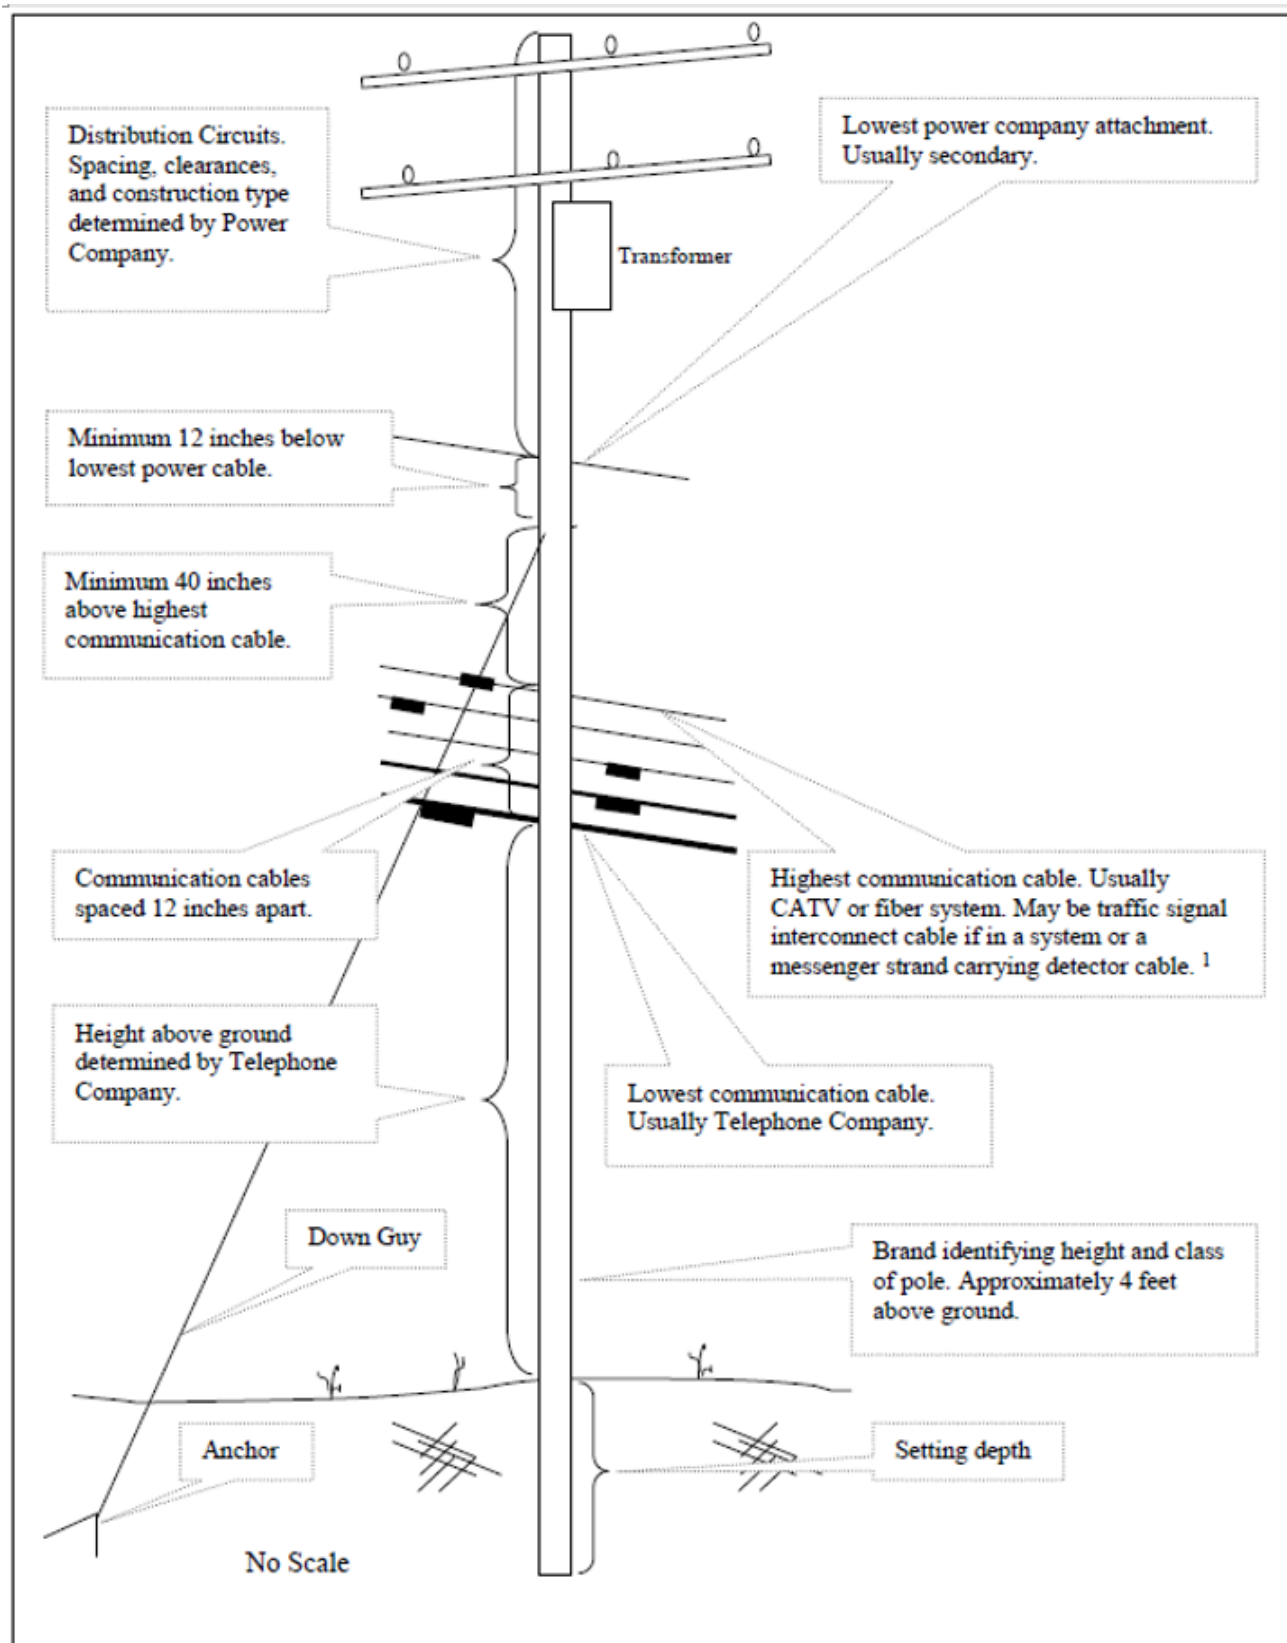 Distribution Circuits.
Spacing, clearances,
and construction type
determined by Power
Company.
Lowest power company attachment.
Usually secondary.
Transformer
Minimum 12 inches below
lowest power cable.
Minimum 40 inches
above highest
communication cable.
Communication cables
spaced 12 inches apart.
Highest communication cable. Usually
CATV or fiber system. May be traffic signal
interconnect cable if in a system or a
messenger strand carrying detector cable. 1
Height above ground
determined by Telephone
Company.
Lowest communication cable.
Usually Telephone Company.
Down Guy
Brand identifying height and class
of pole. Approximately 4 feet
above ground.
Anchor
Setting depth
No Scale